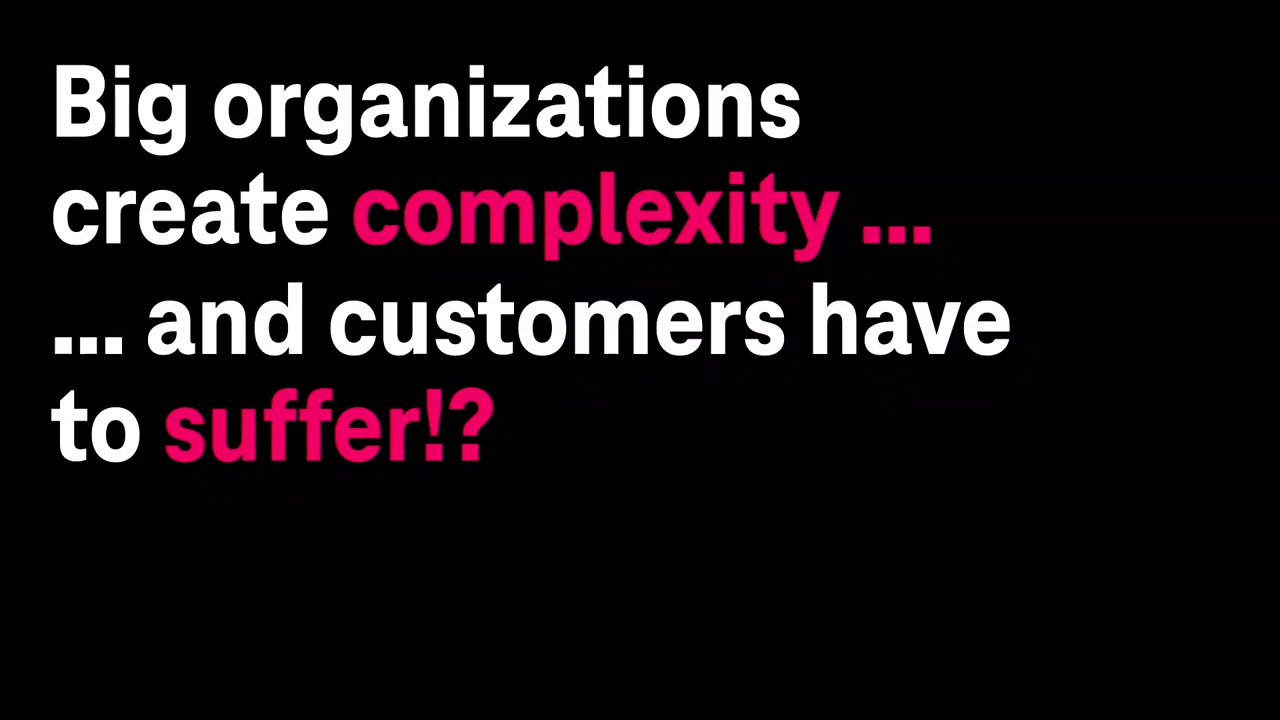 Big organizations
create complexity ...
... and customers have
to suffer!?